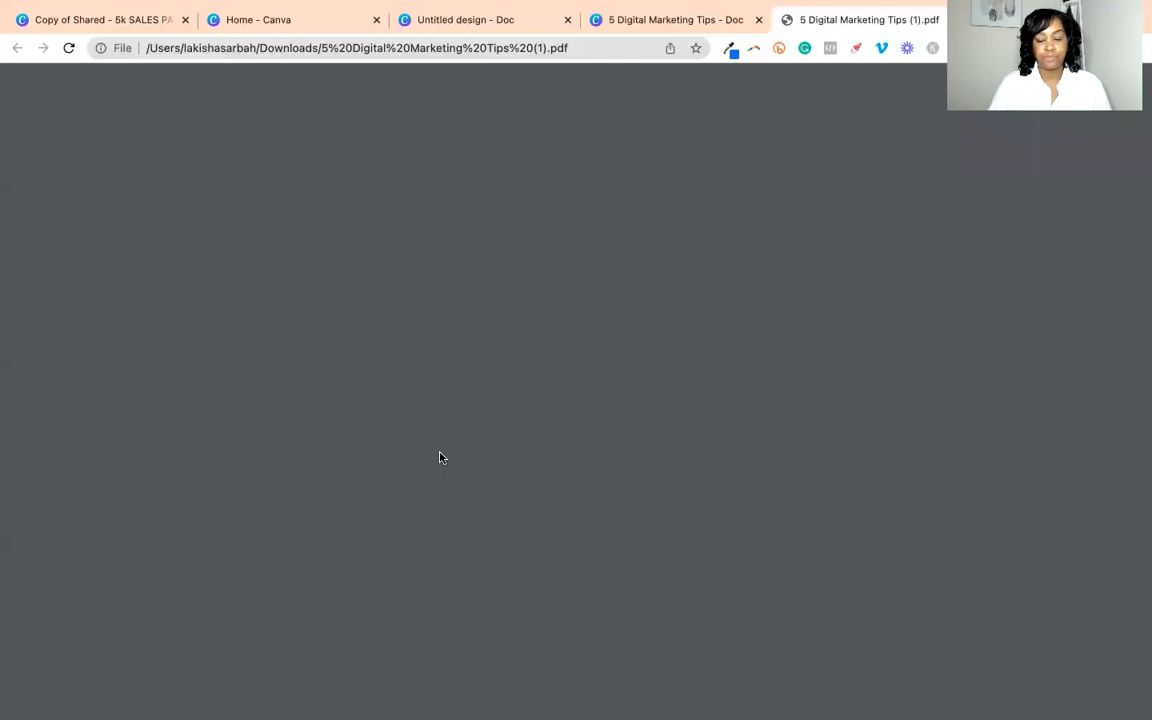 Copy of Shared - 5k SALES PA
Home - Canva
Untitled design - Doc
5 Digital Marketing Tips - Doc
5 Digital Marketing Tips (1).pdf
File
/Users/lakishasarbah/Downloads/5%20Digital%20Marketing%20Tips%20(1).pdf